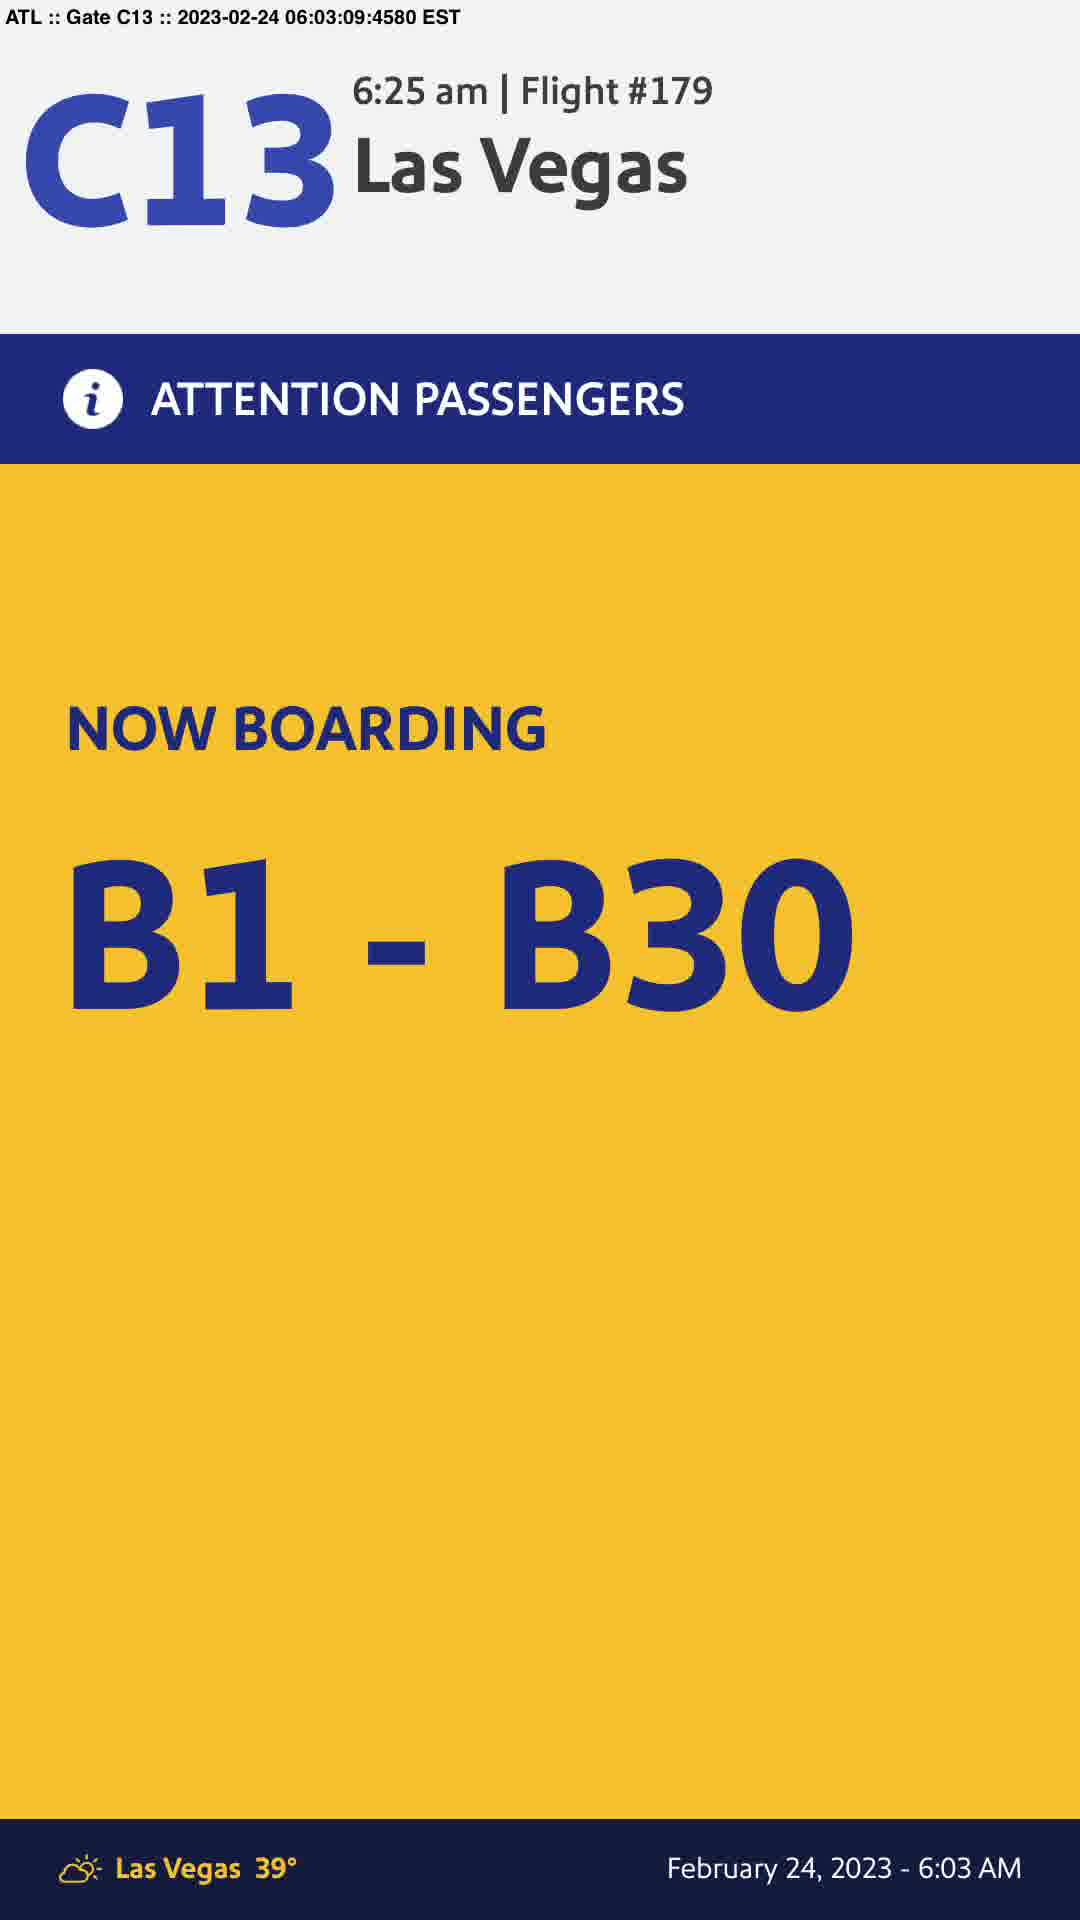 ATL :: Gate C13 :: 2023-02-24 06:03:09:4580 EST
C13
6:25 am | Flight #179
Las Vegas
i ATTENTION PASSENGERS
NOW BOARDING
B1 - B30
Las Vegas 39°
February 24, 2023 - 6:03 AM